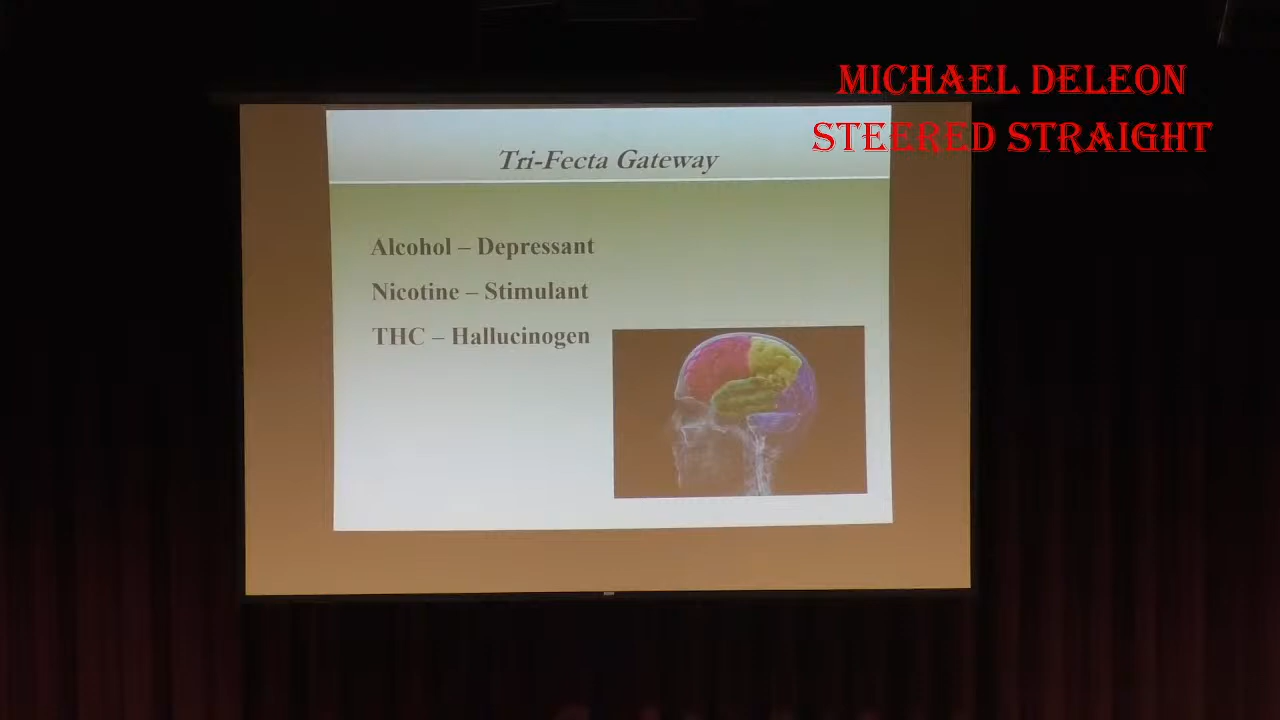 MICHAEL DELEON
STEERED STRAIGHT
Tri-Fecta Gateway
Alcohol – Depressant
Nicotine – Stimulant
THC – Hallucinogen